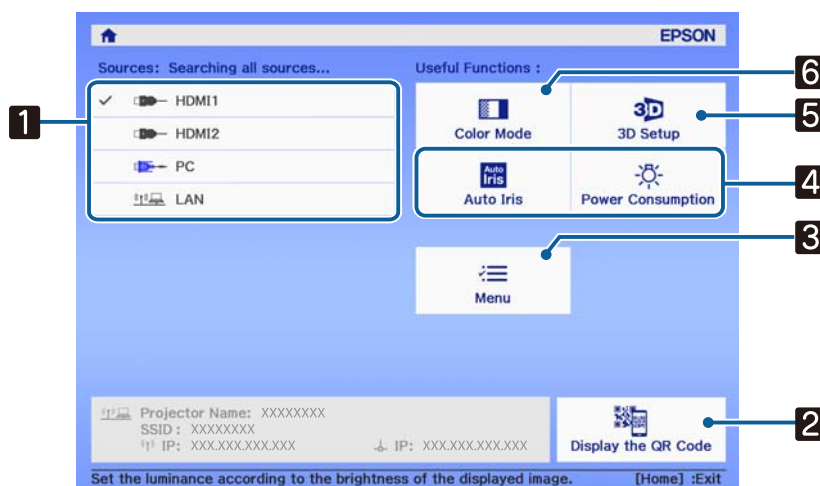 EPSON
Sources: Searching all sources...
Useful Functions :
HDMI1
HDMI2
PC
LAN
Color Mode
3D
3D Setup
Auto
Iris
Auto Iris
Power Consumption
Menu
Projector Name: XXXXXXXX
SSID : XXXXXXXX
IP: XXX.XXX.XXX.XXX
IP: XXX.XXX.XXX.XXX
Display the QR Code
Set the luminance according to the brightness of the displayed image.
[Home] :Exit
1
6
5
4
3
2